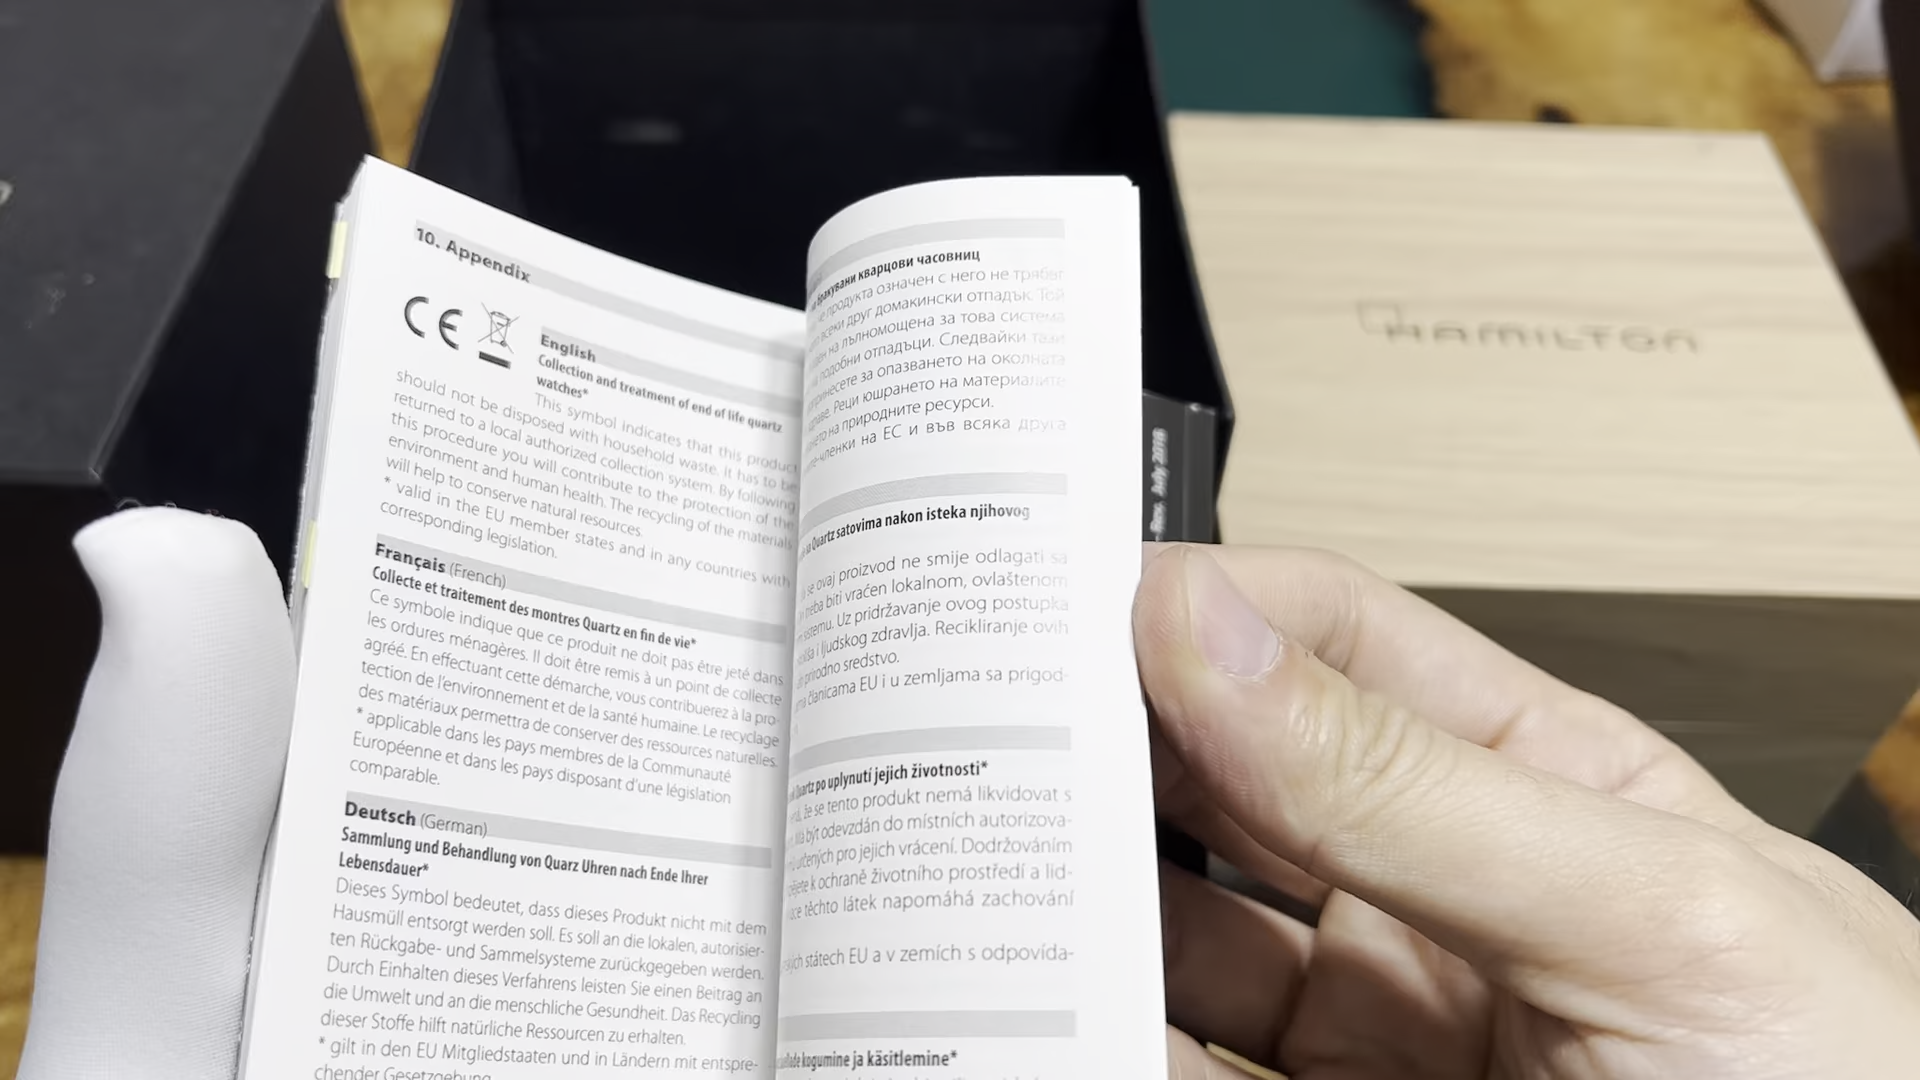 10. Appendix
CE
English
Collection and treatment of end of life quartz
watches*
This symbol indicates that this product
should not be disposed with household waste. It has to be
returned to a local authorized collection system. By following
this procedure you will contribute to the protection of the
environment and human health. The recycling of the materials
will help to conserve natural resources.
* valid in the EU member states and in any countries with
corresponding legislation.
Français (French)
Collecte et traitement des montres Quartz en fin de vie*
Ce symbole indique que ce produit ne doit pas être jeté dans
les ordures ménagères. Il doit être remis à un point de collecte
agréé. En effectuant cette démarche, vous contribuerez à la pro-
tection de l'environnement et de la santé humaine. Le recyclage
des matériaux permettra de conserver des ressources naturelles.
* applicable dans les pays membres de la Communauté
Européenne et dans les pays disposant d'une législation
comparable.
Deutsch (German)
Sammlung und Behandlung von Quarz Uhren nach Ende Ihrer
Lebensdauer*
Dieses Symbol bedeutet, dass dieses Produkt nicht mit dem
Hausmüll entsorgt werden soll. Es soll an die lokalen, autorisier-
ten Rückgabe- und Sammelsysteme zurückgegeben werden.
Durch Einhalten dieses Verfahrens leisten Sie einen Beitrag an
die Umwelt und an die menschliche Gesundheit. Das Recycling
dieser Stoffe hilft natürliche Ressourcen zu erhalten.
* gilt in den EU Mitgliedstaaten und in Ländern mit entspre-
chender Gesetzgebung
бракувани кварцови часовниц
че продукта означен с него не трябва
всеки друг домакински отпадък. Той
на лълномощена за това система
подобни отпадъци. Следвайки тази
за опазването на околната
Реци юширането на материалите
на природните ресурси.
на ЕС и във всяка друга
Quartz satovima nakon isteka njihovog
se ovaj proizvod ne smije odlagati sa
treba biti vraćen lokalnom, ovlaštenom
Uz pridržavanje ovog postupka
i ljudskog zdravlja. Recikliranje ovih
prirodno sredstvo.
članicama EU i u zemljama sa prigod-
Quartz po uplynutí jejich životnosti*
že se tento produkt nemá likvidovat s
být odevzdán do místních autorizova-
určených pro jejich vrácení. Dodržováním
k ochraně životního prostředí a lid-
těchto látek napomáhá zachování
státech EU a v zemích s odpovída-
kogumine ja käsitlemine*
July 2018
HAMILTON